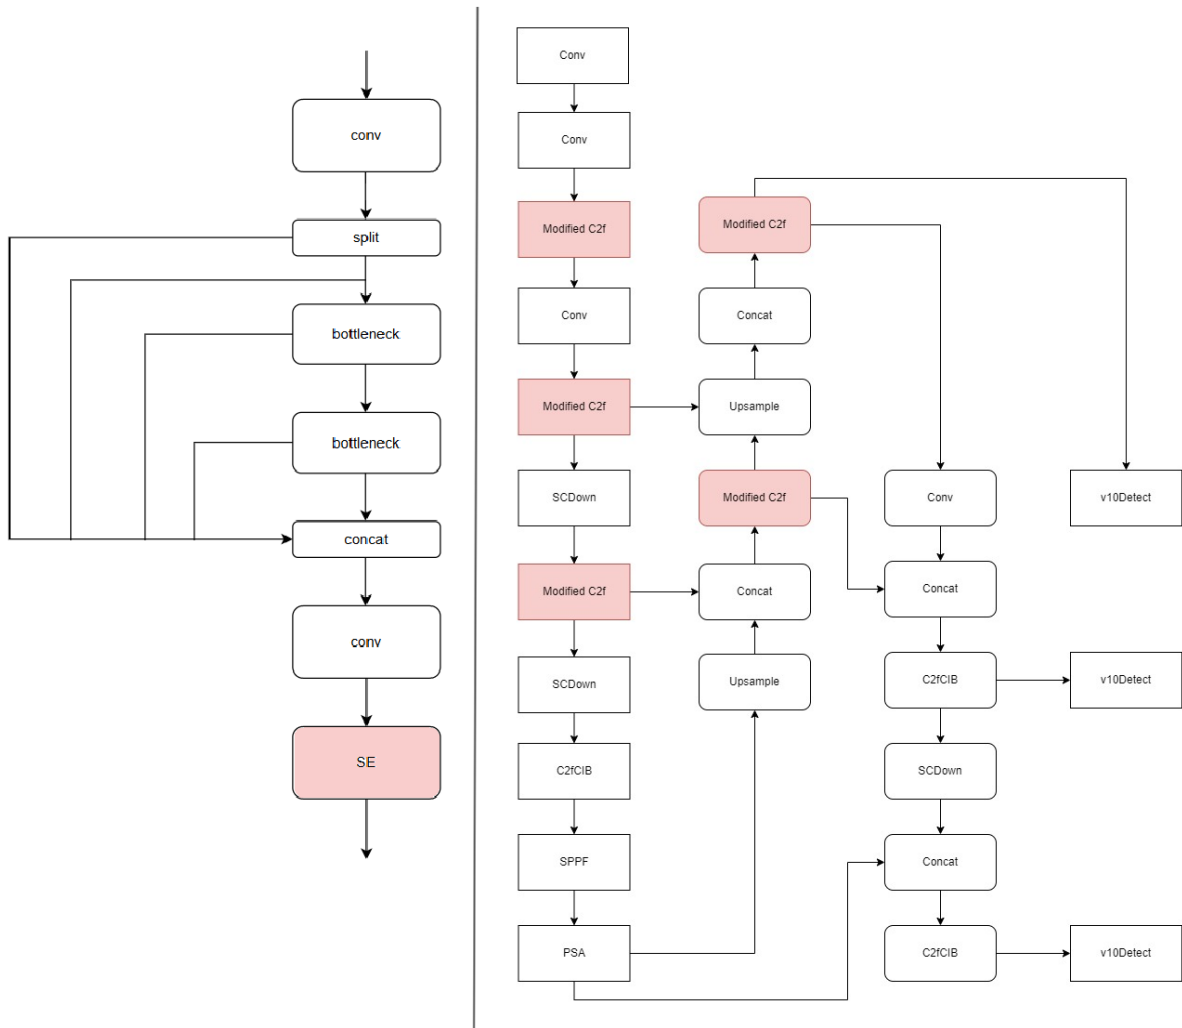 conv
split
bottleneck
bottleneck
concat
conv
SE
Conv
Conv
Modified C2f
Conv
Modified C2f
SCDown
Modified C2f
SCDown
C2fCIB
SPPF
PSA
Modified C2f
Concat
Upsample
Modified C2f
Concat
Upsample
Conv
Concat
C2fCIB
SCDown
Concat
C2fCIB
v10Detect
v10Detect
v10Detect